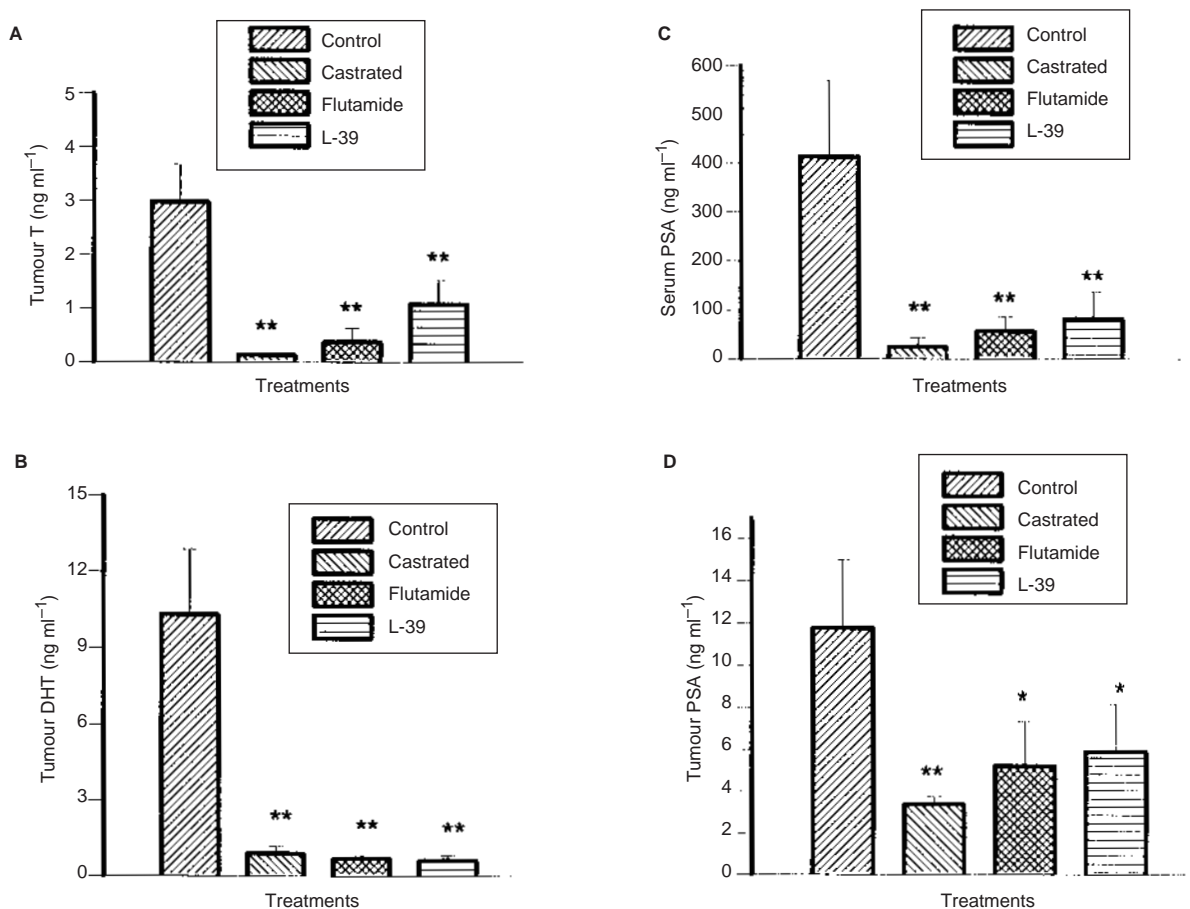 A
Control
Castrated
Flutamide
L-39
5
4
3
2
1
0
Tumour T (ng ml⁻¹)
**
**
**
Treatments
C
Control
Castrated
Flutamide
L-39
600
400
300
200
100
0
Serum PSA (ng ml⁻¹)
**
**
**
Treatments
B
Control
Castrated
Flutamide
L-39
15
12
9
6
3
0
Tumour DHT (ng ml⁻¹)
**
**
**
Treatments
D
Control
Castrated
Flutamide
L-39
16
14
12
10
8
6
4
2
0
Tumour PSA (ng ml⁻¹)
**
*
*
Treatments